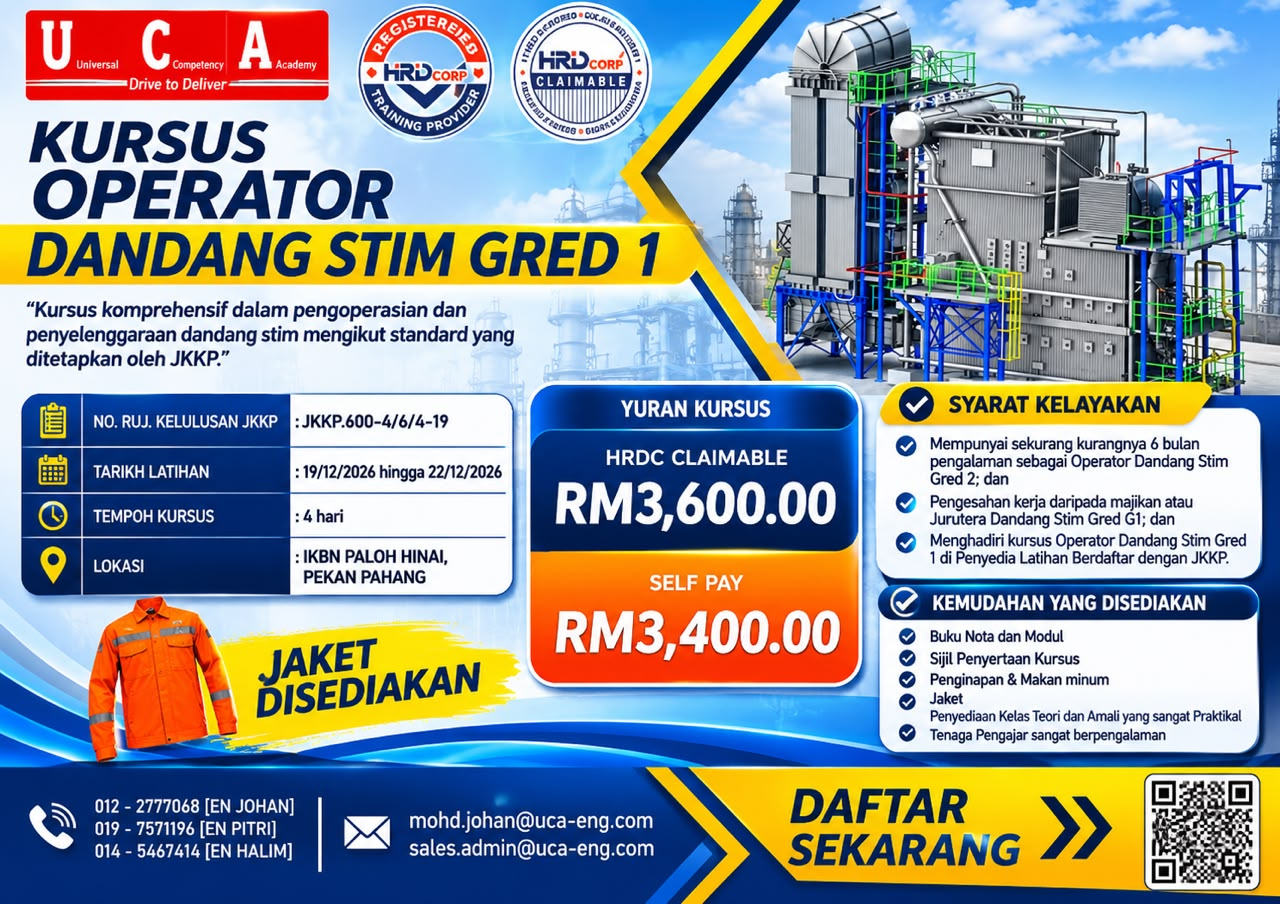 U Universal C Competency A Academy
Drive to Deliver
REGISTEREIED
HRD CORP
TRAINING PROVIDER
HRD CORP
CLAIMABLE
KURSUS
OPERATOR
DANDANG STIM GRED 1
“Kursus komprehensif dalam pengoperasian dan
penyelenggaraan dandang stim mengikut standard yang
ditetapkan oleh JKKP.”
NO. RUJ. KELULUSAN JKKP : JKKP.600-4/6/4-19
TARIKH LATIHAN : 19/12/2026 hingga 22/12/2026
TEMPOH KURSUS : 4 hari
LOKASI : IKBN PALOH HINAI,
PEKAN PAHANG
JAKET
DISEDIAKAN
YURAN KURSUS
HRDC CLAIMABLE
RM3,600.00
SELF PAY
RM3,400.00
SYARAT KELAYAKAN
Mempunyai sekurang kurangnya 6 bulan
pengalaman sebagai Operator Dandang Stim
Gred 2; dan
Pengesahan kerja daripada majikan atau
Jurutera Dandang Stim Gred G1; dan
Menghadiri kursus Operator Dandang Stim Gred
1 di Penyedia Latihan Berdaftar dengan JKKP.
KEMUDAHAN YANG DISEDIAKAN
Buku Nota dan Modul
Sijil Penyertaan Kursus
Penginapan & Makan minum
Jaket
Penyediaan Kelas Teori dan Amali yang sangat Praktikal
Tenaga Pengajar sangat berpengalaman
012 - 2777068 [EN JOHAN]
019 - 7571196 [EN PITRI]
014 - 5467414 [EN HALIM]
mohd.johan@uca-eng.com
sales.admin@uca-eng.com
DAFTAR
SEKARANG